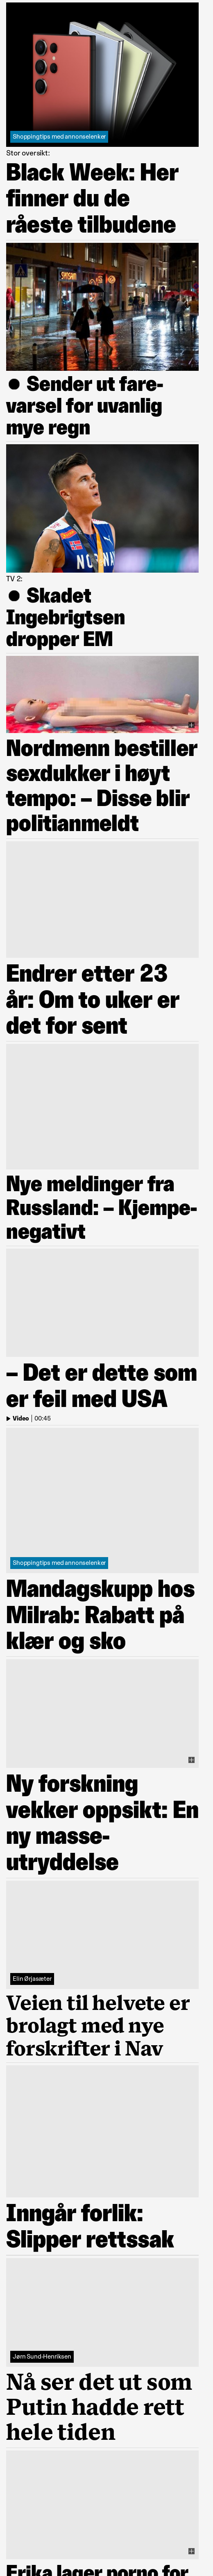 Shoppingtips med annonselenker
Stor oversikt:
Black Week: Her
finner du de
råeste tilbudene
● Sender ut fare-
varsel for uvanlig
mye regn
NORWAY
TV 2:
● Skadet
Ingebrigtsen
dropper EM
Nordmenn bestiller
sexdukker i høyt
tempo: – Disse blir
politianmeldt
Endrer etter 23
år: Om to uker er
det for sent
Nye meldinger fra
Russland: – Kjempe-
negativt
– Det er dette som
er feil med USA
Video | 00:45
Shoppingtips med annonselenker
Mandagskupp hos
Milrab: Rabatt på
klær og sko
Ny forskning
vekker oppsikt: En
ny masse-
utryddelse
Elin Ørjasæter
Veien til helvete er
brolagt med nye
forskrifter i Nav
Inngår forlik:
Slipper rettssak
Jørn Sund-Henriksen
Nå ser det ut som
Putin hadde rett
hele tiden
Erika lager porno for